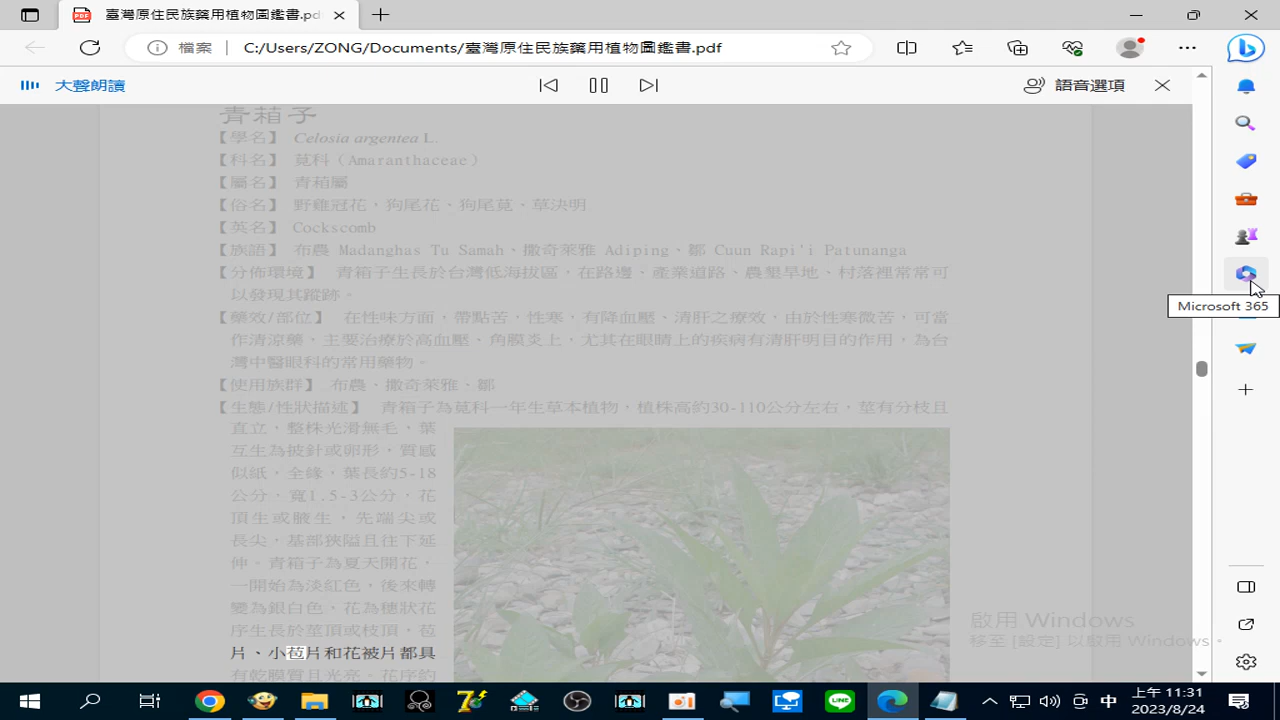 臺灣原住民族藥用植物圖鑑書.pd
檔案 C:/Users/ZONG/Documents/臺灣原住民族藥用植物圖鑑書.pdf
大聲朗讀
語音選項
青葙子
【學名】 Celosia argentea L.
【科名】 莧科（Amaranthaceae）
【屬名】 青葙屬
【俗名】 野雞冠花、狗尾花、狗尾莧、草決明
【英名】 Cockscomb
【族語】 布農 Madanghas Tu Samah、撒奇萊雅 Adiping、鄒 Cuun Rapi'i Patunanga
【分佈環境】 青箱子生長於台灣低海拔區，在路邊、產業道路、農墾旱地、村落裡常常可
以發現其蹤跡。
【藥效/部位】 在性味方面，帶點苦，性寒，有降血壓、清肝之療效，由於性寒微苦，可當
作清涼藥，主要治療於高血壓、角膜炎上，尤其在眼睛上的疾病有清肝明目的作用，為台
灣中醫眼科的常用藥物。
【使用族群】 布農、撒奇萊雅、鄒
【生態/性狀描述】 青箱子為莧科一年生草本植物，植株高約30-110公分左右，莖有分枝且
直立、整株光滑無毛、葉
互生為披針或卵形，質感
似紙，全緣，葉長約5-18
公分，寬1.5-3公分，花
頂生或腋生，先端尖或
長尖，基部狹隘且往下延
伸。青箱子為夏天開花，
一開始為淡紅色，後來轉
變為銀白色，花為穗狀花
序生長於莖頂或枝頂，苞
片、小苞片和花被片都具
有乾膜質且光亮。花序約
Microsoft 365
啟用 Windows
移至 [設定] 以啟用 Windows。
中
上午 11:31
2023/8/24